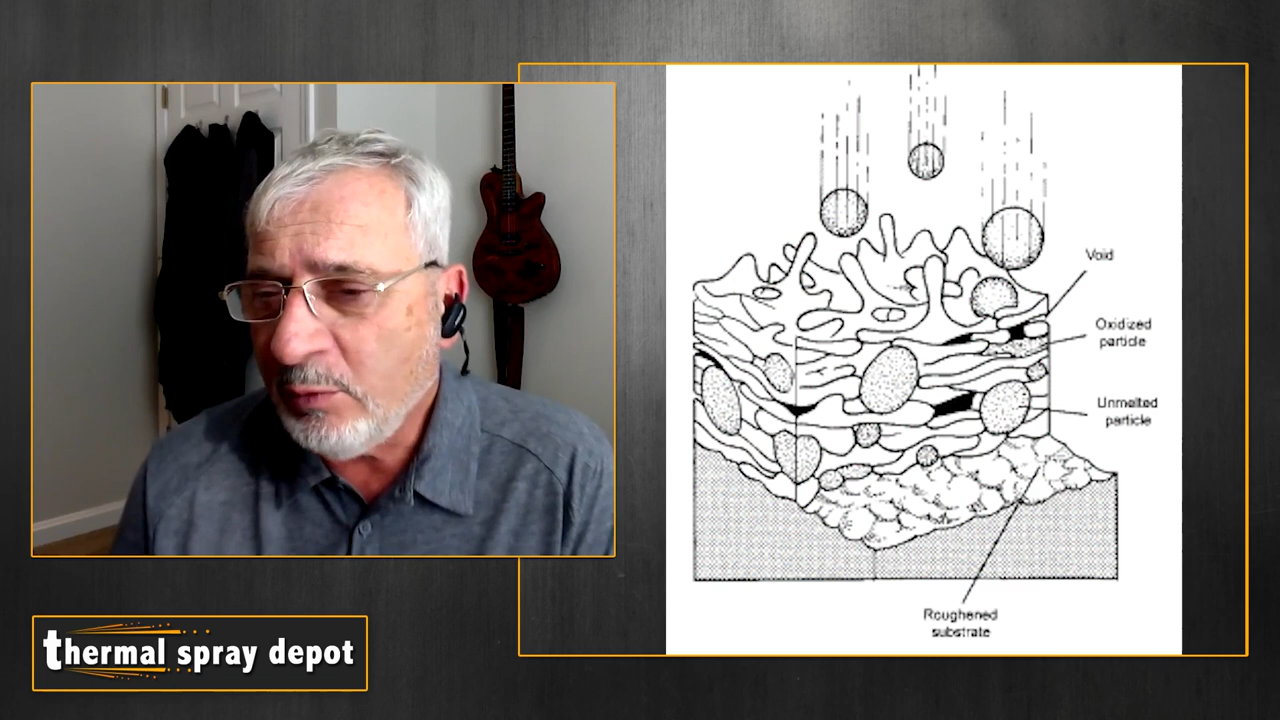 Void
Oxidized
particle
Unmelted
particle
Roughened
substrate
thermal spray depot